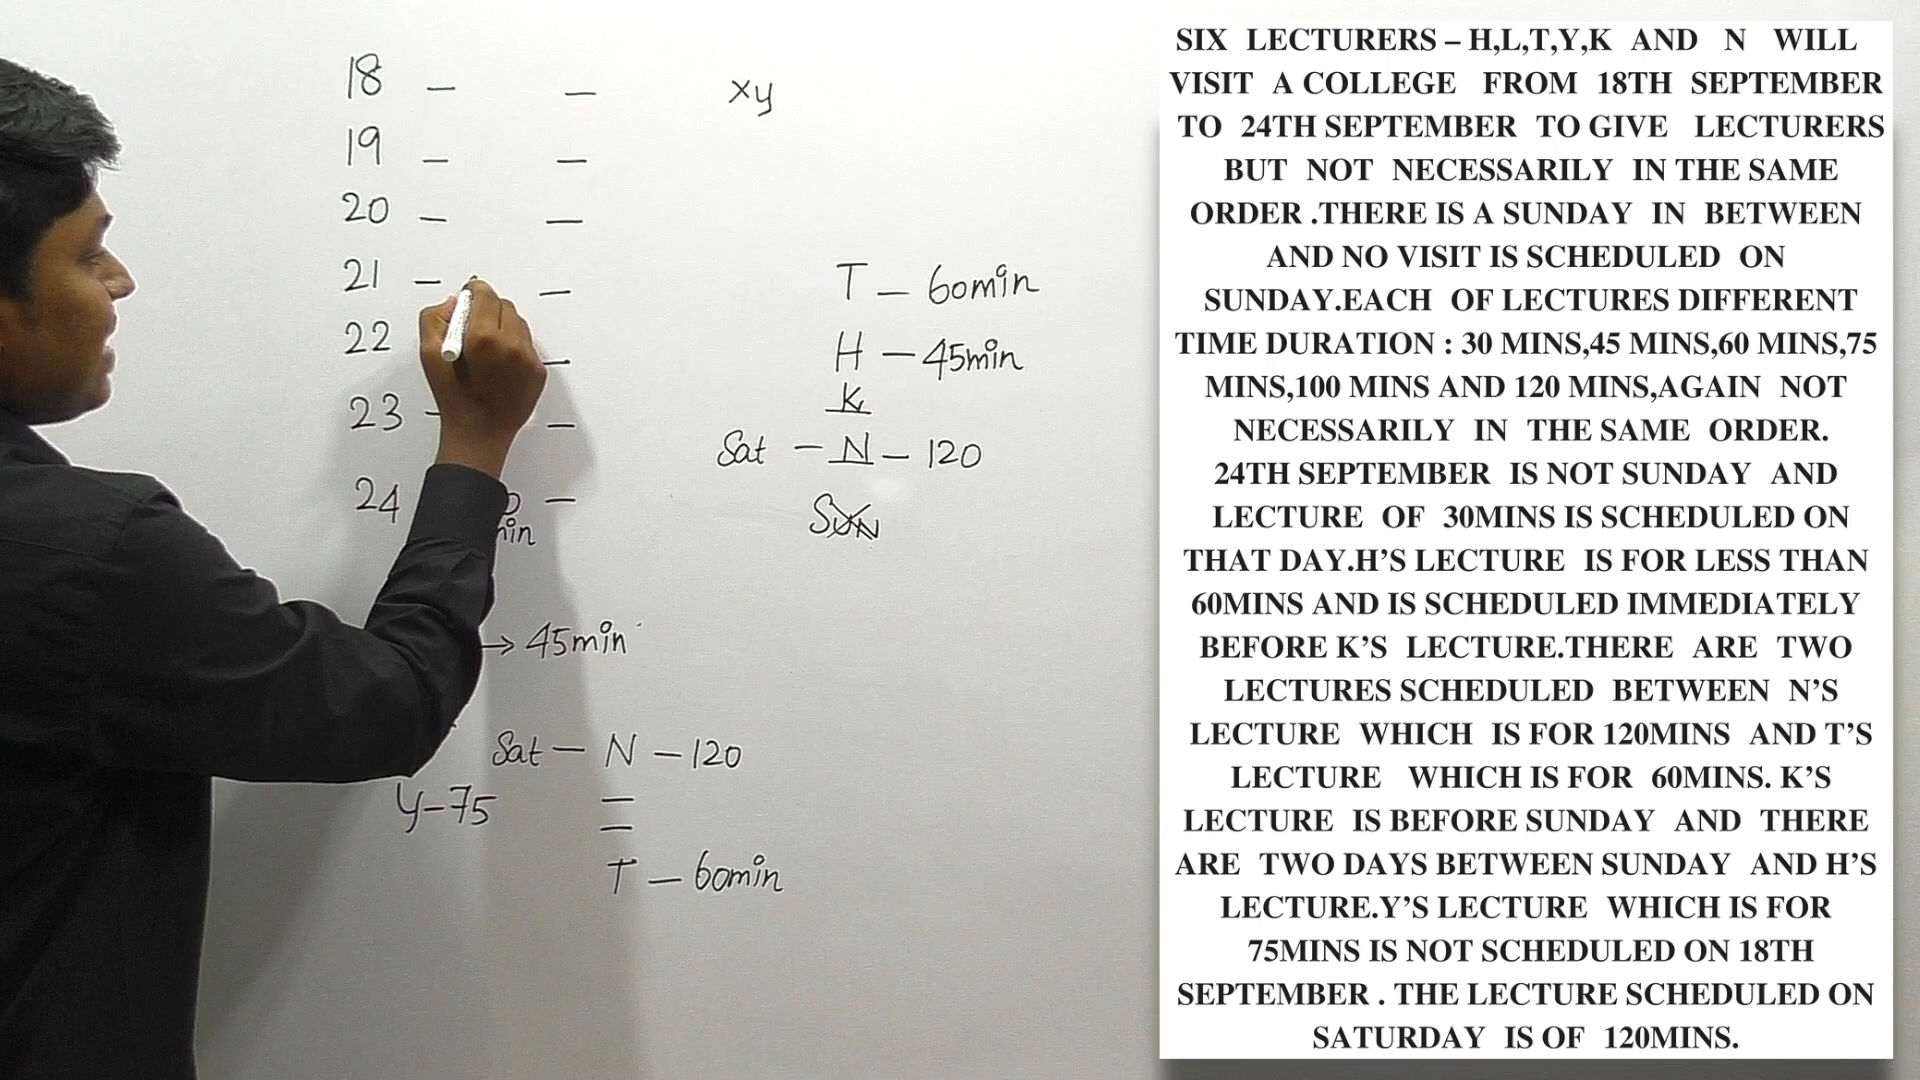 18 – –
19 – –
20 – –
21 – –
22 –
23 – –
24 –
min
→ 45min
Sat – N – 120
Y–75
T – 60min
xy
T – 60min
H – 45min
K
Sat – N – 120
SUN
SIX LECTURERS – H,L,T,Y,K AND N WILL
VISIT A COLLEGE FROM 18TH SEPTEMBER
TO 24TH SEPTEMBER TO GIVE LECTURERS
BUT NOT NECESSARILY IN THE SAME
ORDER .THERE IS A SUNDAY IN BETWEEN
AND NO VISIT IS SCHEDULED ON
SUNDAY.EACH OF LECTURES DIFFERENT
TIME DURATION : 30 MINS,45 MINS,60 MINS,75
MINS,100 MINS AND 120 MINS,AGAIN NOT
NECESSARILY IN THE SAME ORDER.
24TH SEPTEMBER IS NOT SUNDAY AND
LECTURE OF 30MINS IS SCHEDULED ON
THAT DAY.H’S LECTURE IS FOR LESS THAN
60MINS AND IS SCHEDULED IMMEDIATELY
BEFORE K’S LECTURE.THERE ARE TWO
LECTURES SCHEDULED BETWEEN N’S
LECTURE WHICH IS FOR 120MINS AND T’S
LECTURE WHICH IS FOR 60MINS. K’S
LECTURE IS BEFORE SUNDAY AND THERE
ARE TWO DAYS BETWEEN SUNDAY AND H’S
LECTURE.Y’S LECTURE WHICH IS FOR
75MINS IS NOT SCHEDULED ON 18TH
SEPTEMBER . THE LECTURE SCHEDULED ON
SATURDAY IS OF 120MINS.